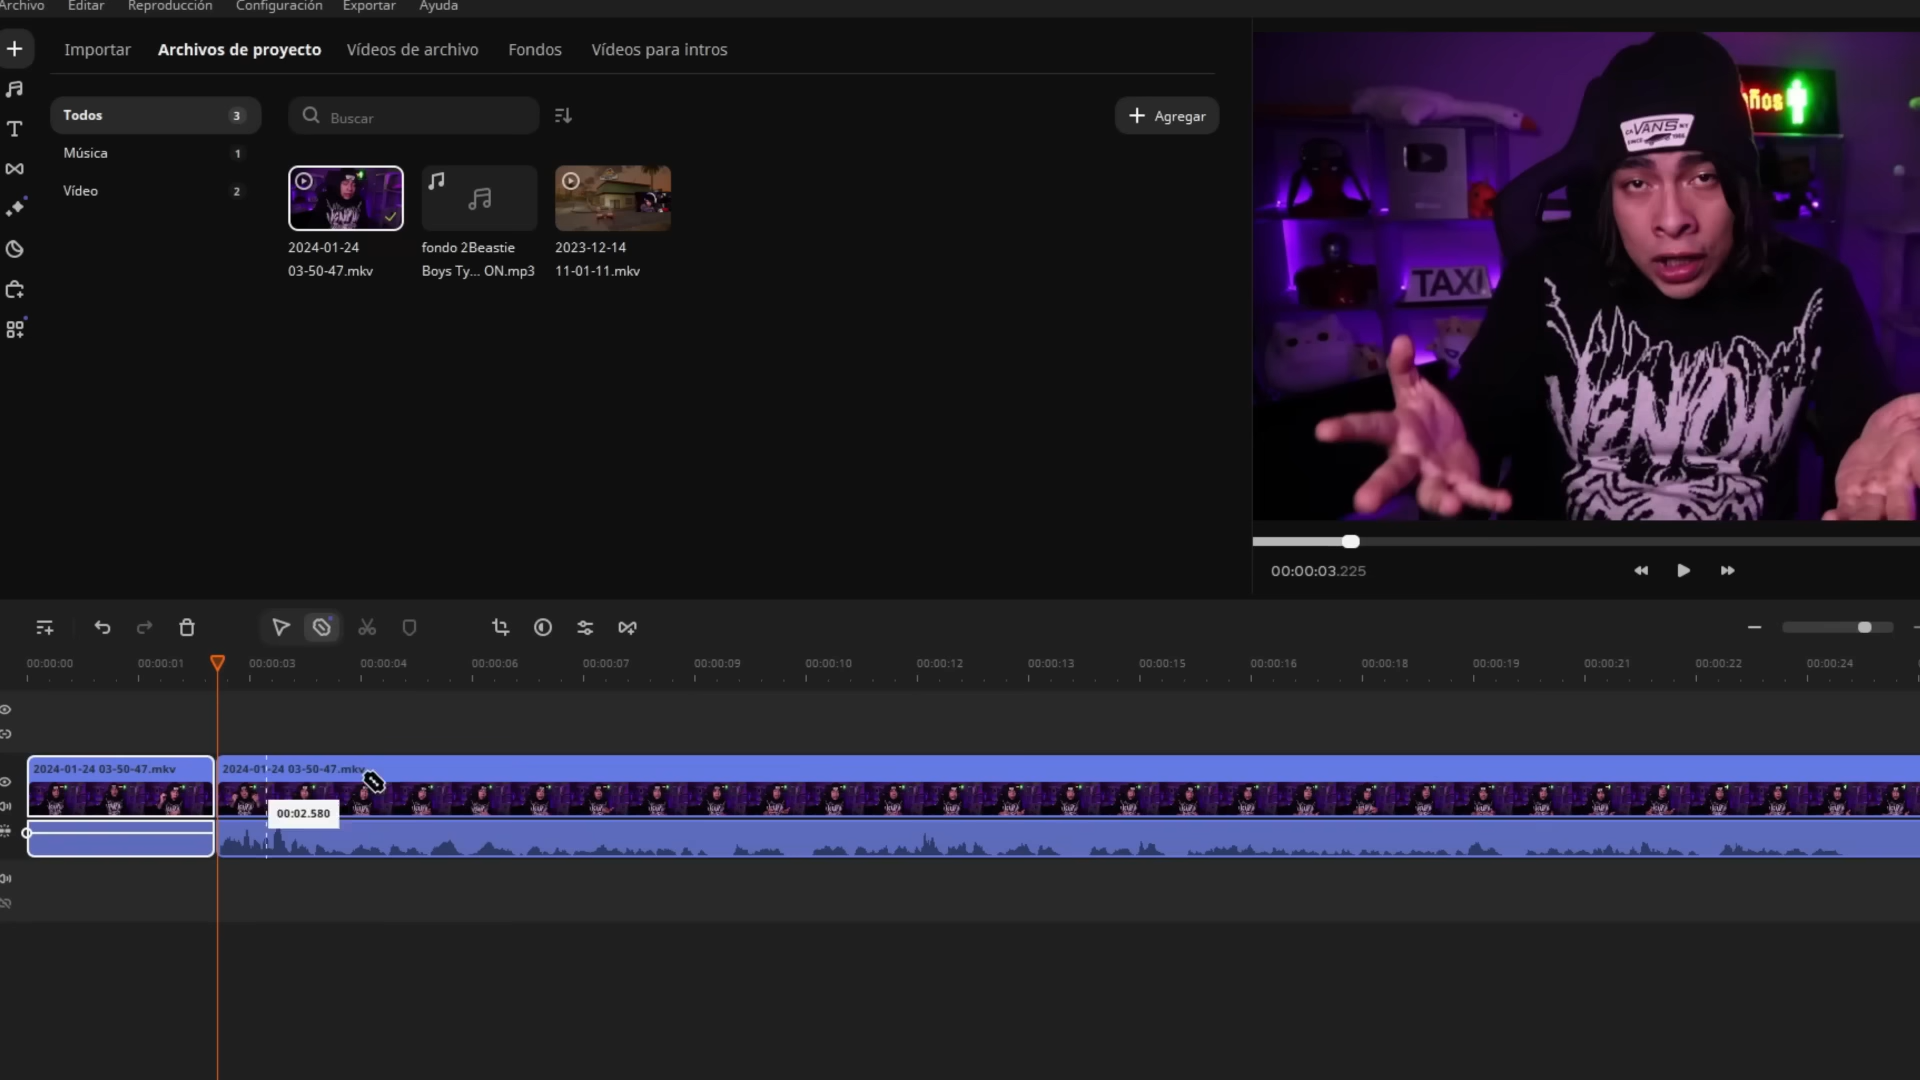 Archivo Editar Reproducción Configuración Exportar Ayuda
Importar Archivos de proyecto Vídeos de archivo Fondos Vídeos para intros
Todos 3
Música 1
Vídeo 2
Buscar
Agregar
2024-01-24
03-50-47.mkv
fondo 2Beastie
Boys Ty... ON.mp3
2023-12-14
11-01-11.mkv
ños
VANS
TAXI
VENOM
00:00:03.225
00:00:00 00:00:01 00:00:03 00:00:04 00:00:06 00:00:07 00:00:09 00:00:10 00:00:12 00:00:13 00:00:15 00:00:16 00:00:18 00:00:19 00:00:21 00:00:22 00:00:24
2024-01-24 03-50-47.mkv
2024-01-24 03-50-47.mkv
00:02.580